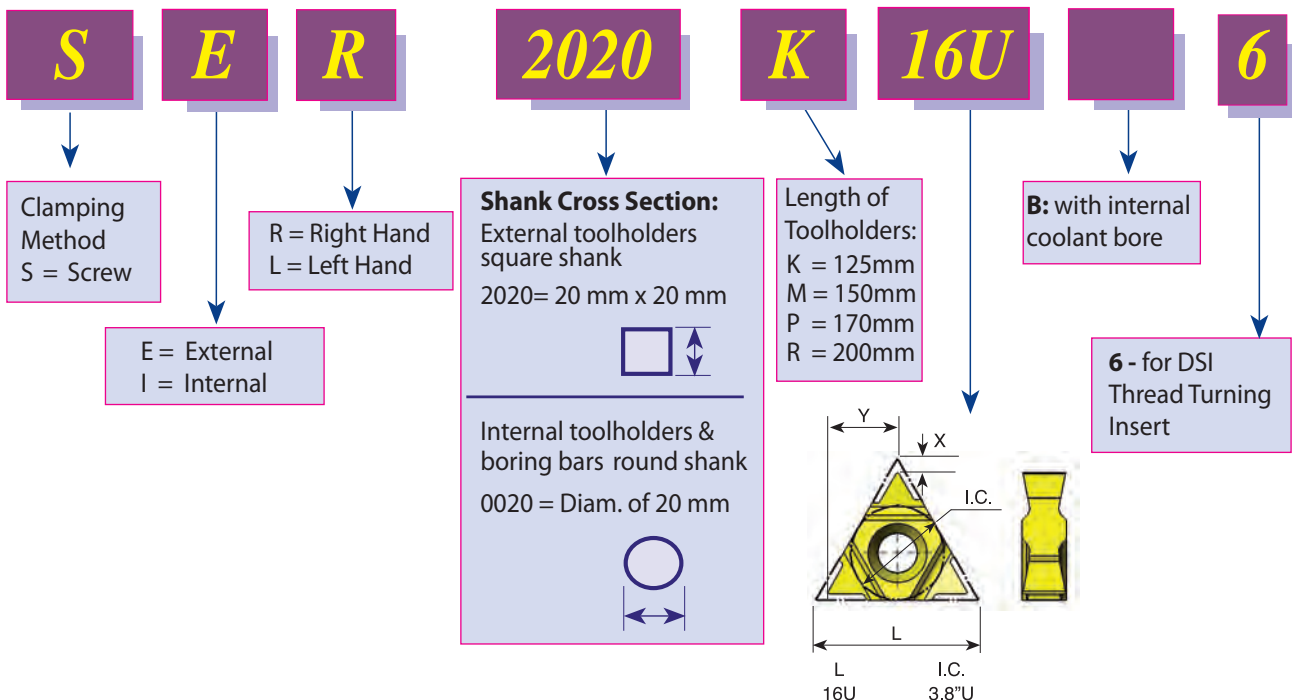 S E R 2020 K 16U 6
Clamping
Method
S = Screw
E = External
I = Internal
R = Right Hand
L = Left Hand
Shank Cross Section:
External toolholders
square shank
2020= 20 mm x 20 mm
Internal toolholders &
boring bars round shank
0020 = Diam. of 20 mm
Length of
Toolholders:
K = 125mm
M = 150mm
P = 170mm
R = 200mm
Y
X
I.C.
L
L I.C.
16U 3.8”U
B: with internal
coolant bore
6 - for DSI
Thread Turning
Insert